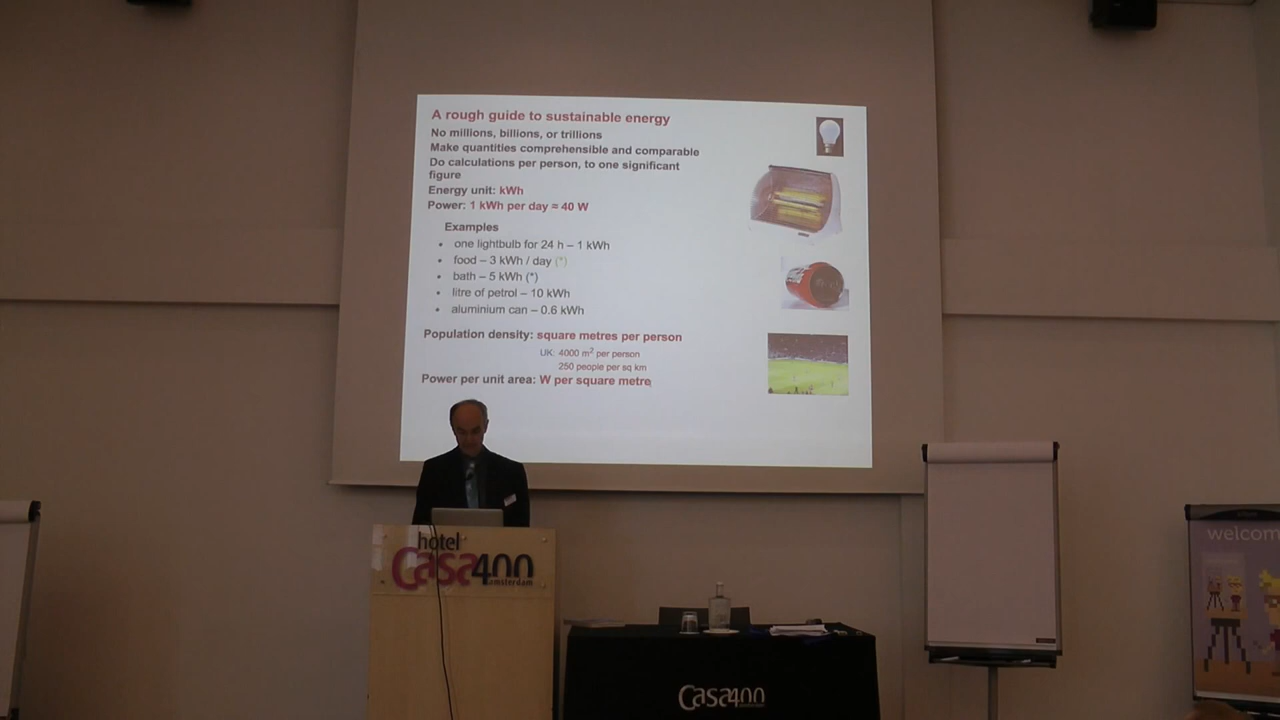 A rough guide to sustainable energy
No millions, billions, or trillions
Make quantities comprehensible and comparable
Do calculations per person, to one significant
figure
Energy unit: kWh
Power: 1 kWh per day ≈ 40 W
Examples
• one lightbulb for 24 h – 1 kWh
• food – 3 kWh / day (*)
• bath – 5 kWh (*)
• litre of petrol – 10 kWh
• aluminium can – 0.6 kWh
Population density: square metres per person
UK: 4000 m² per person
250 people per sq km
Power per unit area: W per square metre
hotel
Casa400
amsterdam
Casa400
welcom